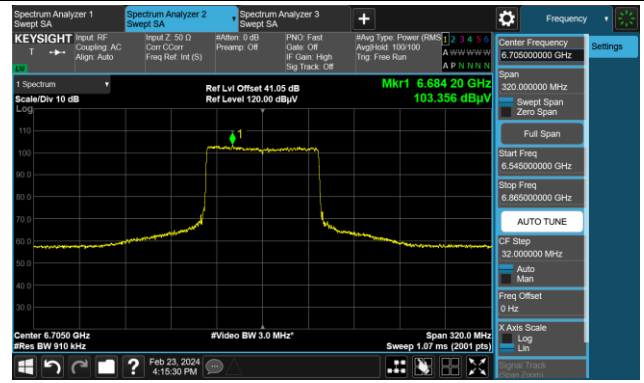 Spectrum Analyzer 1
Swept SA
Spectrum Analyzer 2
Swept SA
Spectrum Analyzer 3
Swept SA
+
Frequency
KEYSIGHT
T
LM
Input: RF
Coupling: AC
Align: Auto
Input Z: 50 Ω
Corr CCorr
Freq Ref: Int (S)
#Atten: 0 dB
Preamp: Off
PNO: Fast
Gate: Off
IF Gain: High
Sig Track: Off
#Avg Type: Power (RMS
Avg|Hold: 100/100
Trig: Free Run
1 2 3 4 5 6
A W W W W W
A P N N N N
1 Spectrum
Scale/Div 10 dB
Log
Ref Lvl Offset 41.05 dB
Ref Level 120.00 dBµV
Mkr1 6.684 20 GHz
103.356 dBµV
1
110
100
90.0
80.0
70.0
60.0
50.0
40.0
30.0
Center 6.7050 GHz
#Res BW 910 kHz
#Video BW 3.0 MHz*
Span 320.0 MHz
Sweep 1.07 ms (2001 pts)
?
Feb 23, 2024
4:15:30 PM
Center Frequency
6.705000000 GHz
Span
320.000000 MHz
Swept Span
Zero Span
Full Span
Start Freq
6.545000000 GHz
Stop Freq
6.865000000 GHz
AUTO TUNE
CF Step
32.000000 MHz
Auto
Man
Freq Offset
0 Hz
X Axis Scale
Log
Lin
Signal Track
(Span Zoom)
Settings